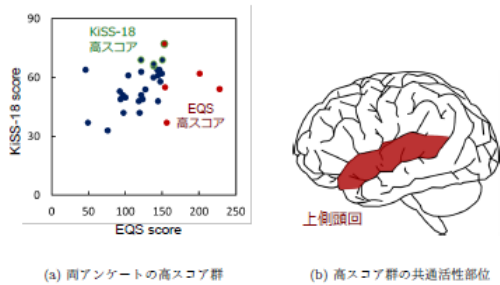 KiSS-18
高スコア
EQS
高スコア
KiSS-18 score
90
60
30
0
0
50
100
150
200
250
EQS score
上側頭回
(a) 両アンケートの高スコア群
(b) 高スコア群の共通活性部位